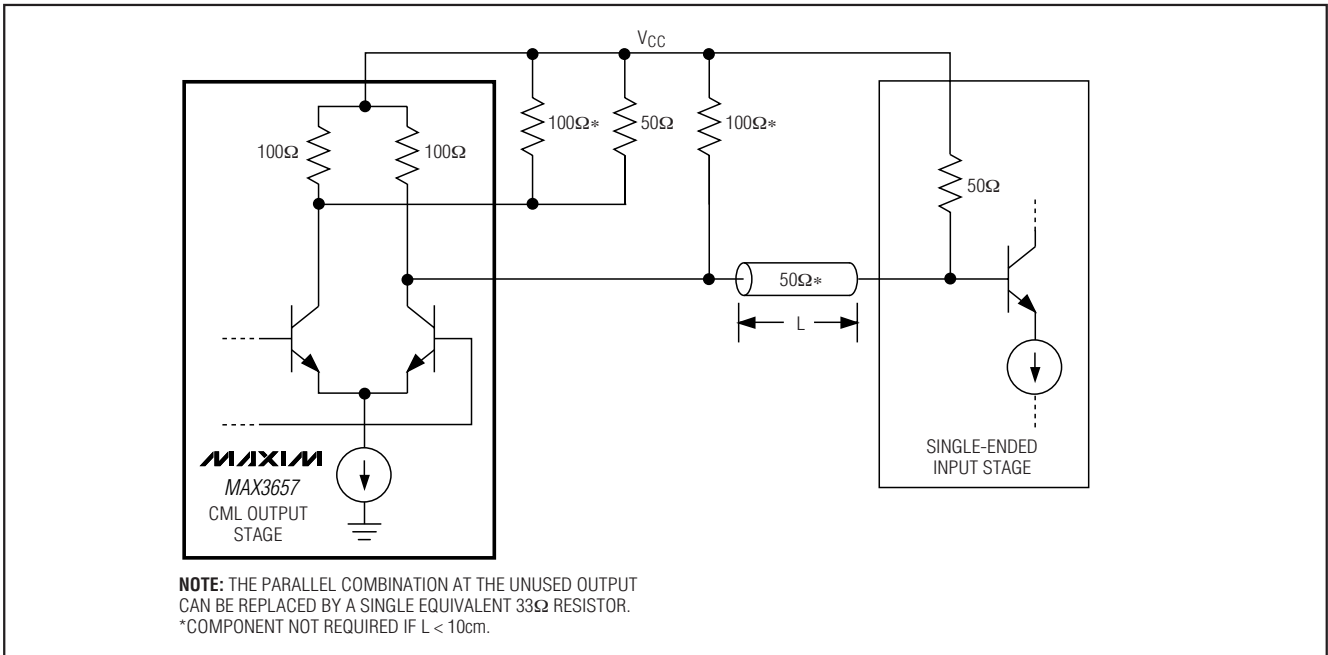 VCC
100Ω*
50Ω
100Ω*
100Ω
100Ω
50Ω
50Ω*
L
MAXIM
MAX3657
CML OUTPUT
STAGE
SINGLE-ENDED
INPUT STAGE
NOTE: THE PARALLEL COMBINATION AT THE UNUSED OUTPUT
CAN BE REPLACED BY A SINGLE EQUIVALENT 33Ω RESISTOR.
*COMPONENT NOT REQUIRED IF L < 10cm.